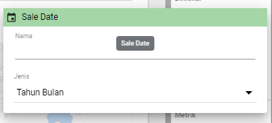 Sale Date
Nama
Sale Date
Jenis
Tahun Bulan
Metrik